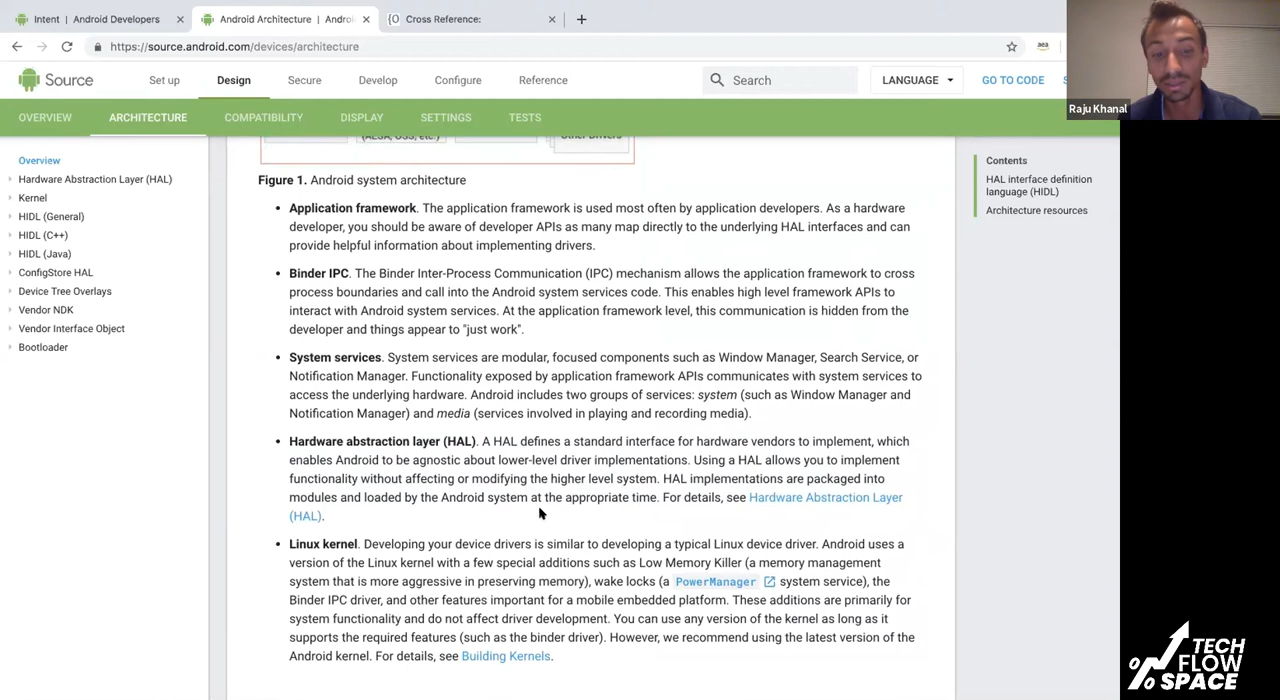 Intent | Android Developers
Android Architecture | Andro
Cross Reference:
https://source.android.com/devices/architecture
aea
Source
Set up
Design
Secure
Develop
Configure
Reference
Search
LANGUAGE
GO TO CODE
Raju Khanal
OVERVIEW
ARCHITECTURE
COMPATIBILITY
DISPLAY
SETTINGS
TESTS
Overview
Hardware Abstraction Layer (HAL)
Kernel
HIDL (General)
HIDL (C++)
HIDL (Java)
ConfigStore HAL
Device Tree Overlays
Vendor NDK
Vendor Interface Object
Bootloader
(ALSA, OSS, etc.)
Other Drivers
Figure 1. Android system architecture
• Application framework. The application framework is used most often by application developers. As a hardware
developer, you should be aware of developer APIs as many map directly to the underlying HAL interfaces and can
provide helpful information about implementing drivers.
• Binder IPC. The Binder Inter-Process Communication (IPC) mechanism allows the application framework to cross
process boundaries and call into the Android system services code. This enables high level framework APIs to
interact with Android system services. At the application framework level, this communication is hidden from the
developer and things appear to "just work".
• System services. System services are modular, focused components such as Window Manager, Search Service, or
Notification Manager. Functionality exposed by application framework APIs communicates with system services to
access the underlying hardware. Android includes two groups of services: system (such as Window Manager and
Notification Manager) and media (services involved in playing and recording media).
• Hardware abstraction layer (HAL). A HAL defines a standard interface for hardware vendors to implement, which
enables Android to be agnostic about lower-level driver implementations. Using a HAL allows you to implement
functionality without affecting or modifying the higher level system. HAL implementations are packaged into
modules and loaded by the Android system at the appropriate time. For details, see Hardware Abstraction Layer
(HAL).
• Linux kernel. Developing your device drivers is similar to developing a typical Linux device driver. Android uses a
version of the Linux kernel with a few special additions such as Low Memory Killer (a memory management
system that is more aggressive in preserving memory), wake locks (a PowerManager system service), the
Binder IPC driver, and other features important for a mobile embedded platform. These additions are primarily for
system functionality and do not affect driver development. You can use any version of the kernel as long as it
supports the required features (such as the binder driver). However, we recommend using the latest version of the
Android kernel. For details, see Building Kernels.
Contents
HAL interface definition
language (HIDL)
Architecture resources
TECH
FLOW
SPACE